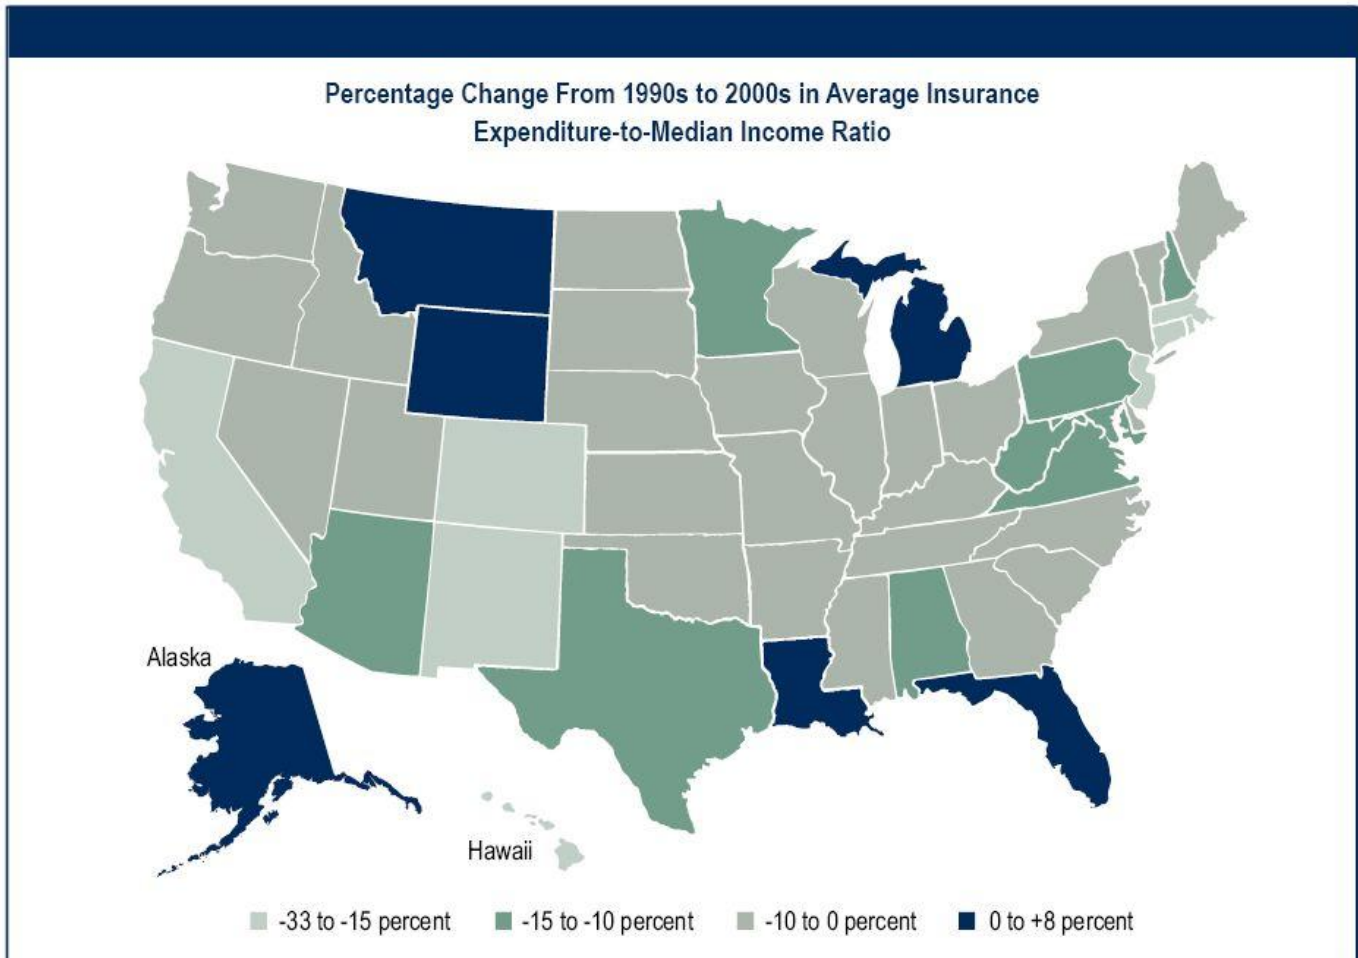 Percentage Change From 1990s to 2000s in Average Insurance
Expenditure-to-Median Income Ratio
Alaska
Hawaii
-33 to -15 percent
-15 to -10 percent
-10 to 0 percent
0 to +8 percent